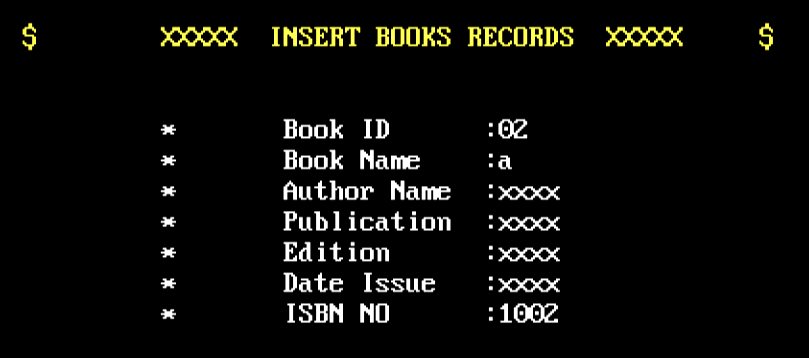 $ XXXXX INSERT BOOKS RECORDS XXXXX $
* Book ID :02
* Book Name :a
* Author Name :xxxx
* Publication :xxxx
* Edition :xxxx
* Date Issue :xxxx
* ISBN NO :1002